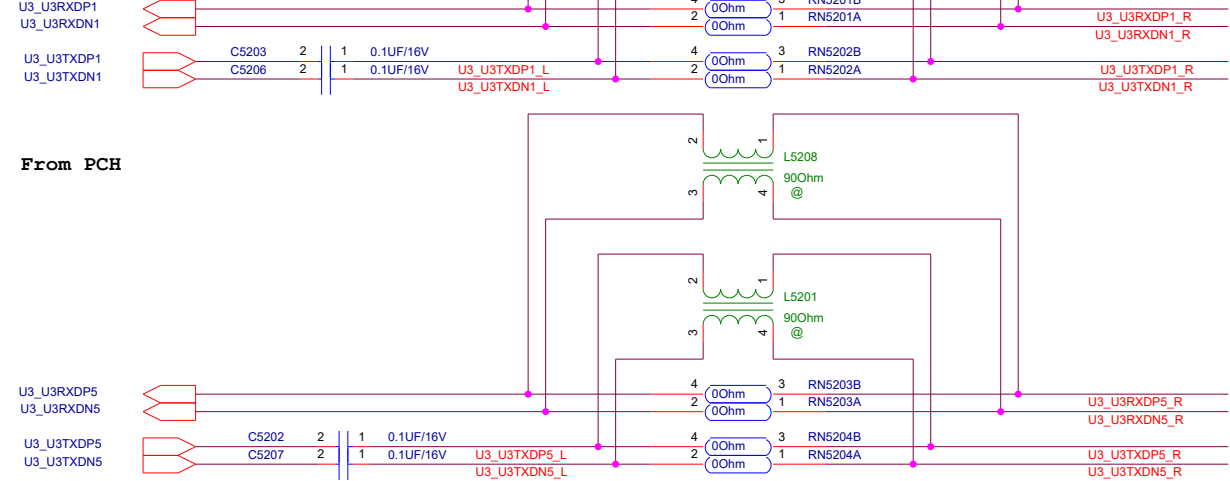 U3_U3RXDP1 4 0Ohm 3 RN5201B
U3_U3RXDN1 2 0Ohm 1 RN5201A U3_U3RXDP1_R
U3_U3RXDN1_R
U3_U3TXDP1 C5203 2 1 0.1UF/16V 4 0Ohm 3 RN5202B
U3_U3TXDN1 C5206 2 1 0.1UF/16V U3_U3TXDP1_L 2 0Ohm 1 RN5202A U3_U3TXDP1_R
U3_U3TXDN1_L U3_U3TXDN1_R
2 1
L5208
From PCH
90Ohm
3 4 @
2 1
L5201
90Ohm
3 4 @
U3_U3RXDP5 4 0Ohm 3 RN5203B
U3_U3RXDN5 2 0Ohm 1 RN5203A U3_U3RXDP5_R
U3_U3RXDN5_R
U3_U3TXDP5 C5202 2 1 0.1UF/16V 4 0Ohm 3 RN5204B
U3_U3TXDN5 C5207 2 1 0.1UF/16V U3_U3TXDP5_L 2 0Ohm 1 RN5204A U3_U3TXDP5_R
U3_U3TXDN5_L U3_U3TXDN5_R